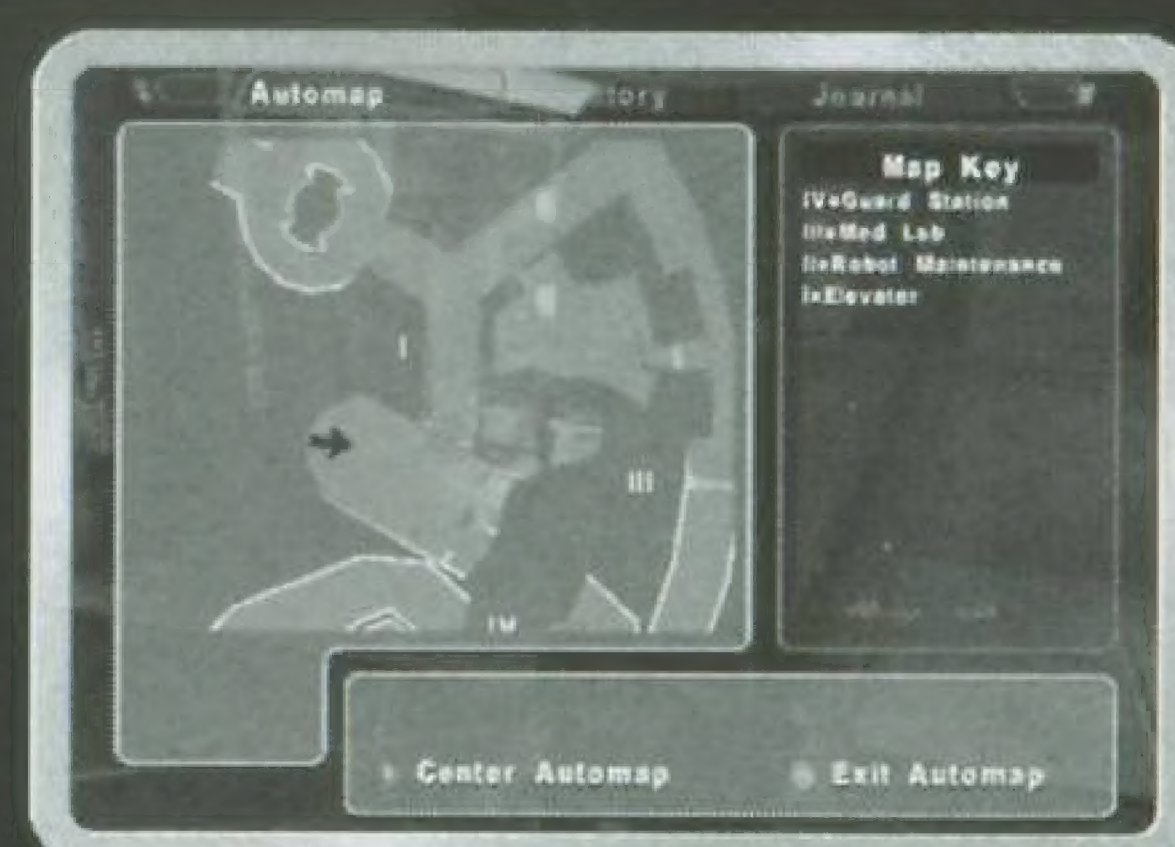 Automap tory Journal
Map Key
IV=Guard Station
III=Med Lab
II=Robot Maintenance
I=Elevator
I
III
Center Automap Exit Automap